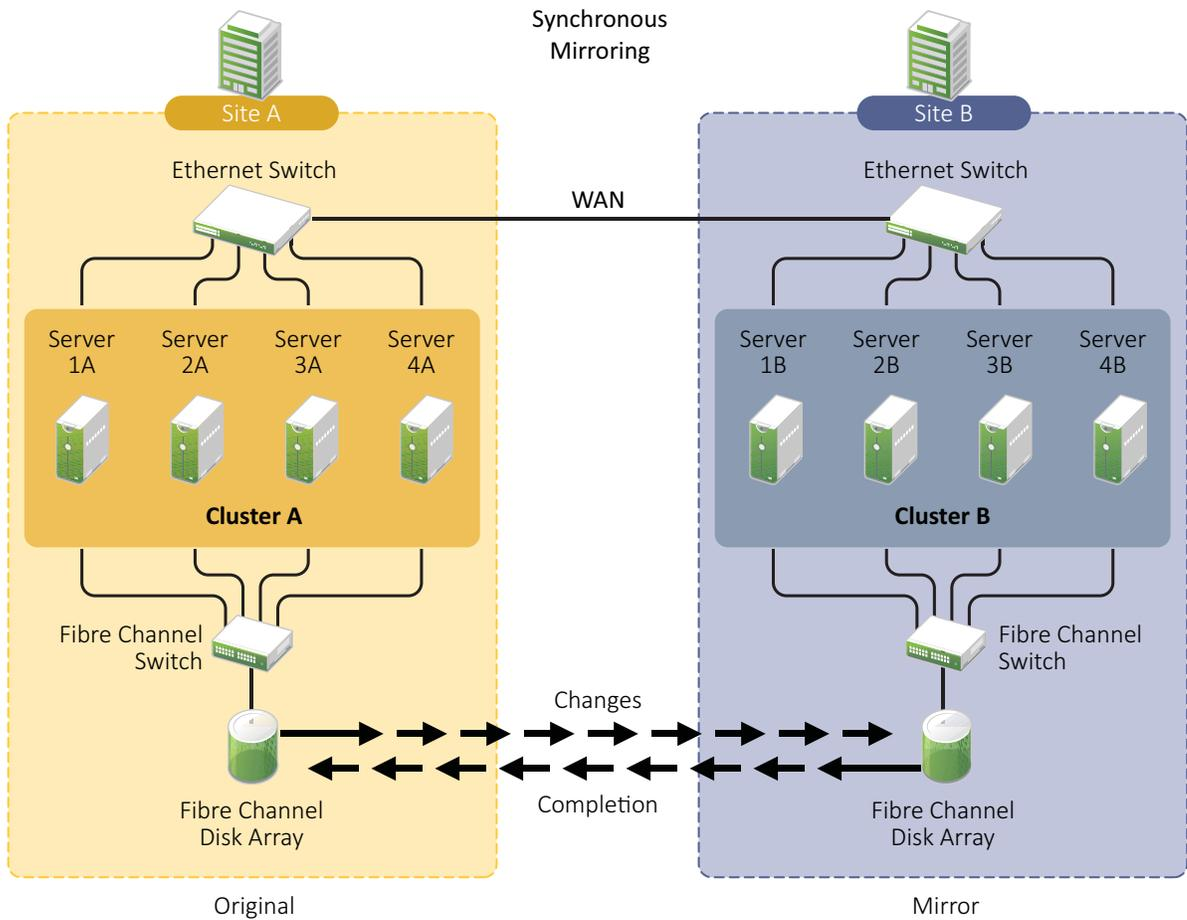 Synchronous
Mirroring
Site A
Site B
Ethernet Switch
Ethernet Switch
WAN
Server
1A
Server
2A
Server
3A
Server
4A
Cluster A
Server
1B
Server
2B
Server
3B
Server
4B
Cluster B
Fibre Channel
Switch
Fibre Channel
Switch
Changes
Completion
Fibre Channel
Disk Array
Fibre Channel
Disk Array
Original
Mirror